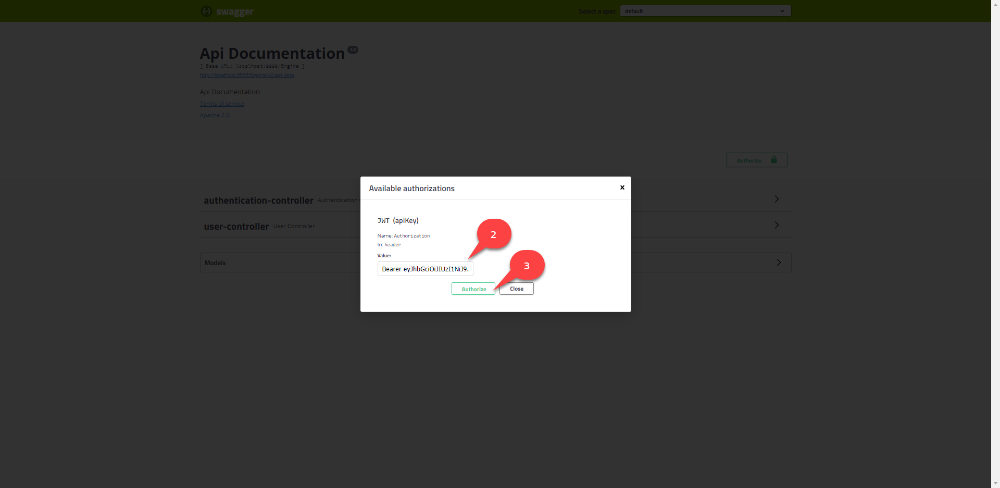 swagger
Select a spec default
Api Documentation 1.0
[ Base URL: localhost:9999/Engine ]
http://localhost:9999/Engine/v2/api-docs
Api Documentation
Terms of service
Apache 2.0
Authorize
Available authorizations
authentication-controller Authentication
JWT (apiKey)
user-controller User Controller
2
Name: Authorization
In: header
Value:
Models
3
Bearer eyJhbGciOiJIUzI1NiJ9.
Authorize Close